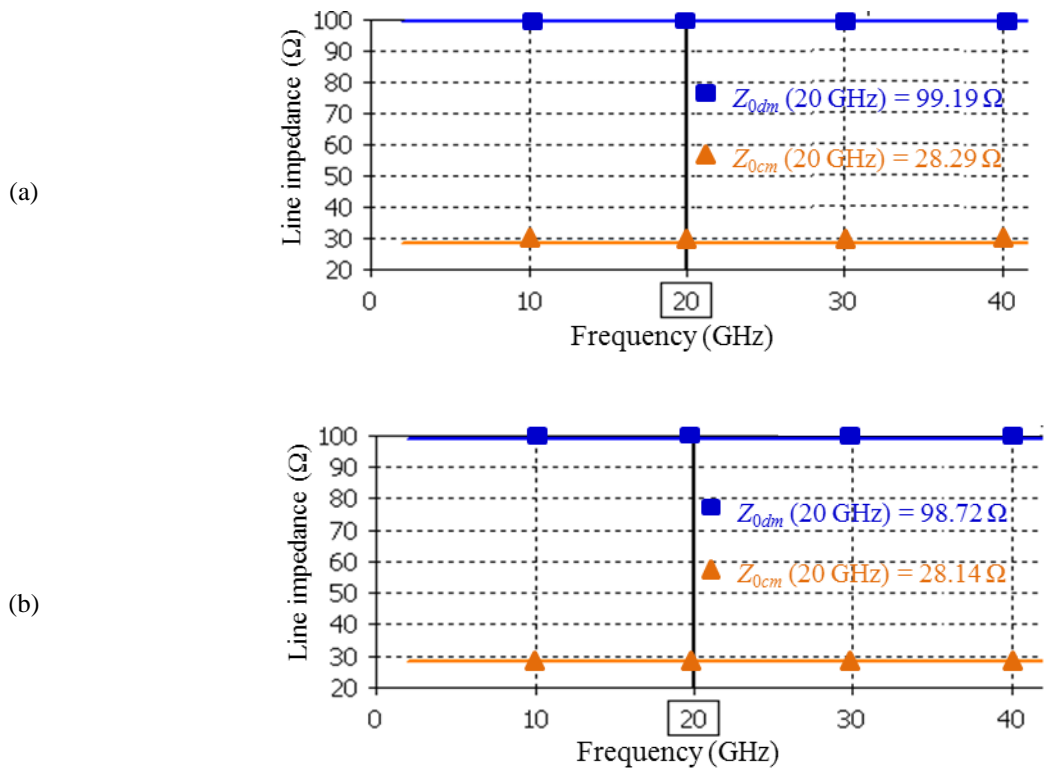 (a)
Line impedance (Ω)
100
90
80
70
60
50
40
30
20
Z0dm (20 GHz) = 99.19 Ω
Z0cm (20 GHz) = 28.29 Ω
0 10 20 30 40
Frequency (GHz)
(b)
Line impedance (Ω)
100
90
80
70
60
50
40
30
20
Z0dm (20 GHz) = 98.72 Ω
Z0cm (20 GHz) = 28.14 Ω
0 10 20 30 40
Frequency (GHz)